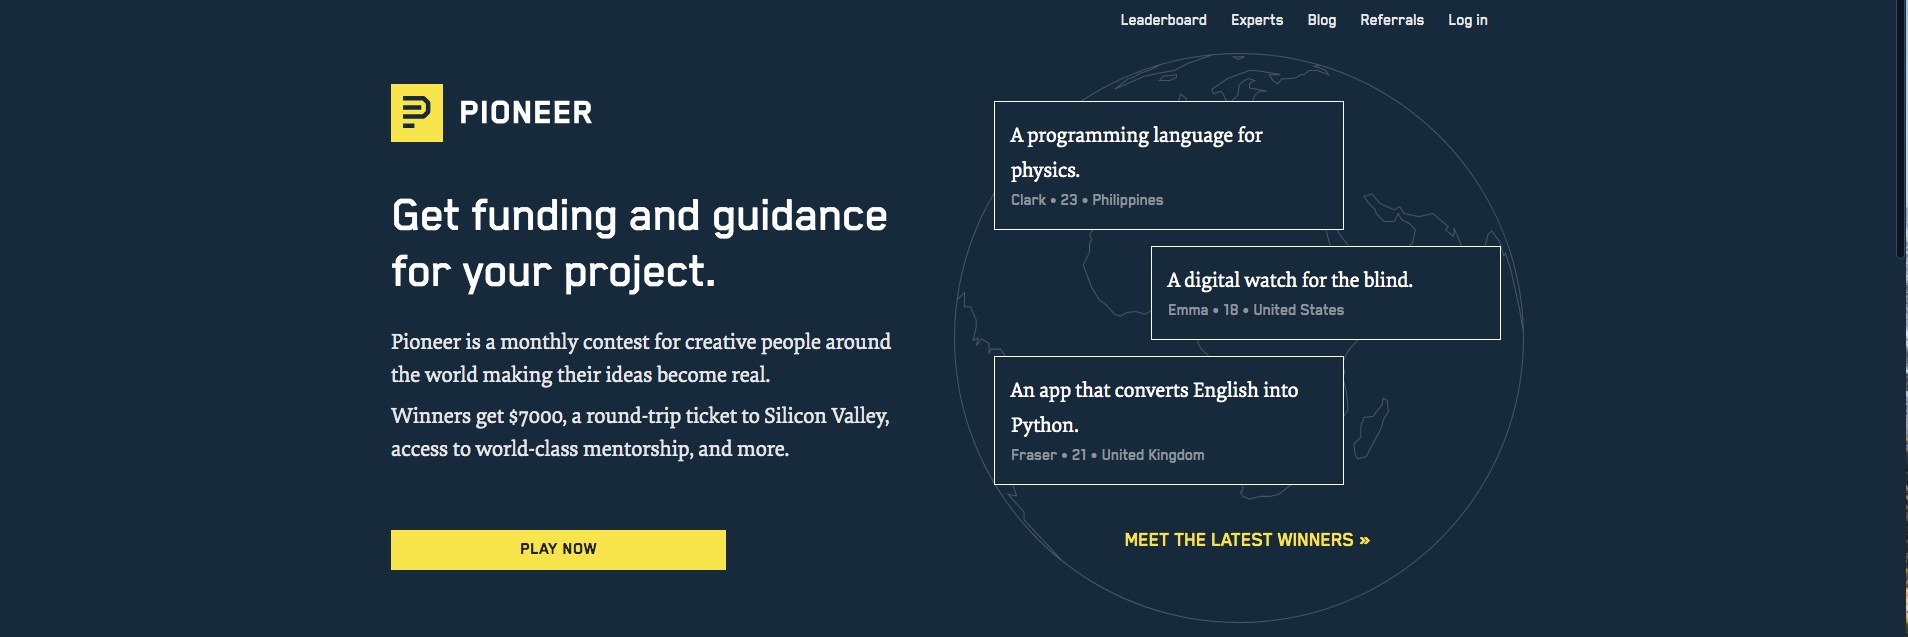 Leaderboard Experts Blog Referrals Log in
PIONEER
Get funding and guidance
for your project.
Pioneer is a monthly contest for creative people around
the world making their ideas become real.
Winners get $7000, a round-trip ticket to Silicon Valley,
access to world-class mentorship, and more.
PLAY NOW
A programming language for
physics.
Clark • 23 • Philippines
A digital watch for the blind.
Emma • 18 • United States
An app that converts English into
Python.
Fraser • 21 • United Kingdom
MEET THE LATEST WINNERS »